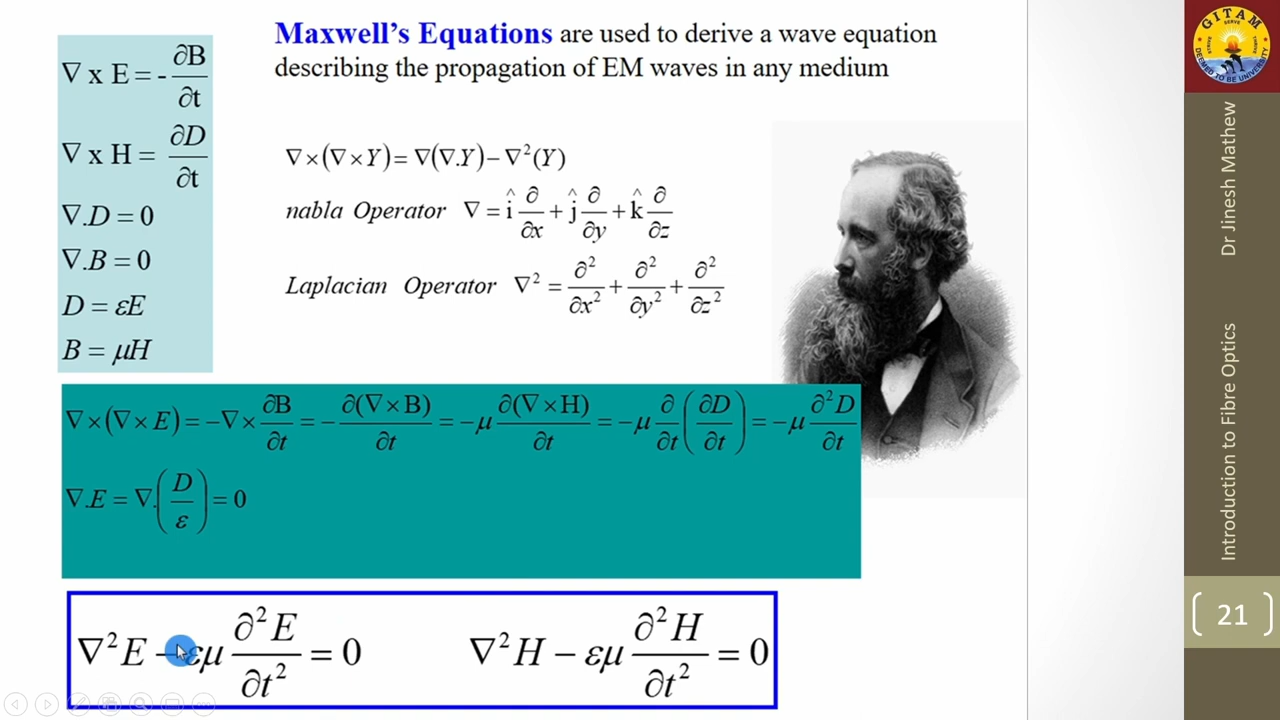 Maxwell's Equations are used to derive a wave equation
describing the propagation of EM waves in any medium
∇ x E = - ∂B/∂t
∇ x H = ∂D/∂t
∇.D = 0
∇.B = 0
D = εE
B = μH
∇×(∇×Y) = ∇(∇.Y) − ∇²(Y)
nabla Operator ∇ = î ∂/∂x + ĵ ∂/∂y + k̂ ∂/∂z
Laplacian Operator ∇² = ∂²/∂x² + ∂²/∂y² + ∂²/∂z²
∇×(∇×E) = −∇× ∂B/∂t = − ∂(∇×B)/∂t = −μ ∂(∇×H)/∂t = −μ ∂/∂t (∂D/∂t) = −μ ∂²D/∂t
∇.E = ∇.(D/ε) = 0
∇²E − εμ ∂²E/∂t² = 0
∇²H − εμ ∂²H/∂t² = 0
GITAM
Dr Jinesh Mathew
Introduction to Fibre Optics
21